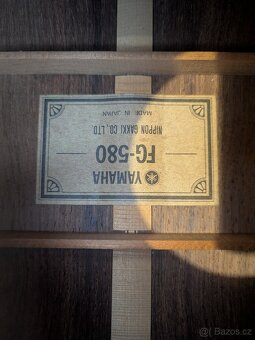 YAMAHA
FG-580
NIPPON GAKKI CO., LTD.
MADE IN JAPAN
Bazos.cz